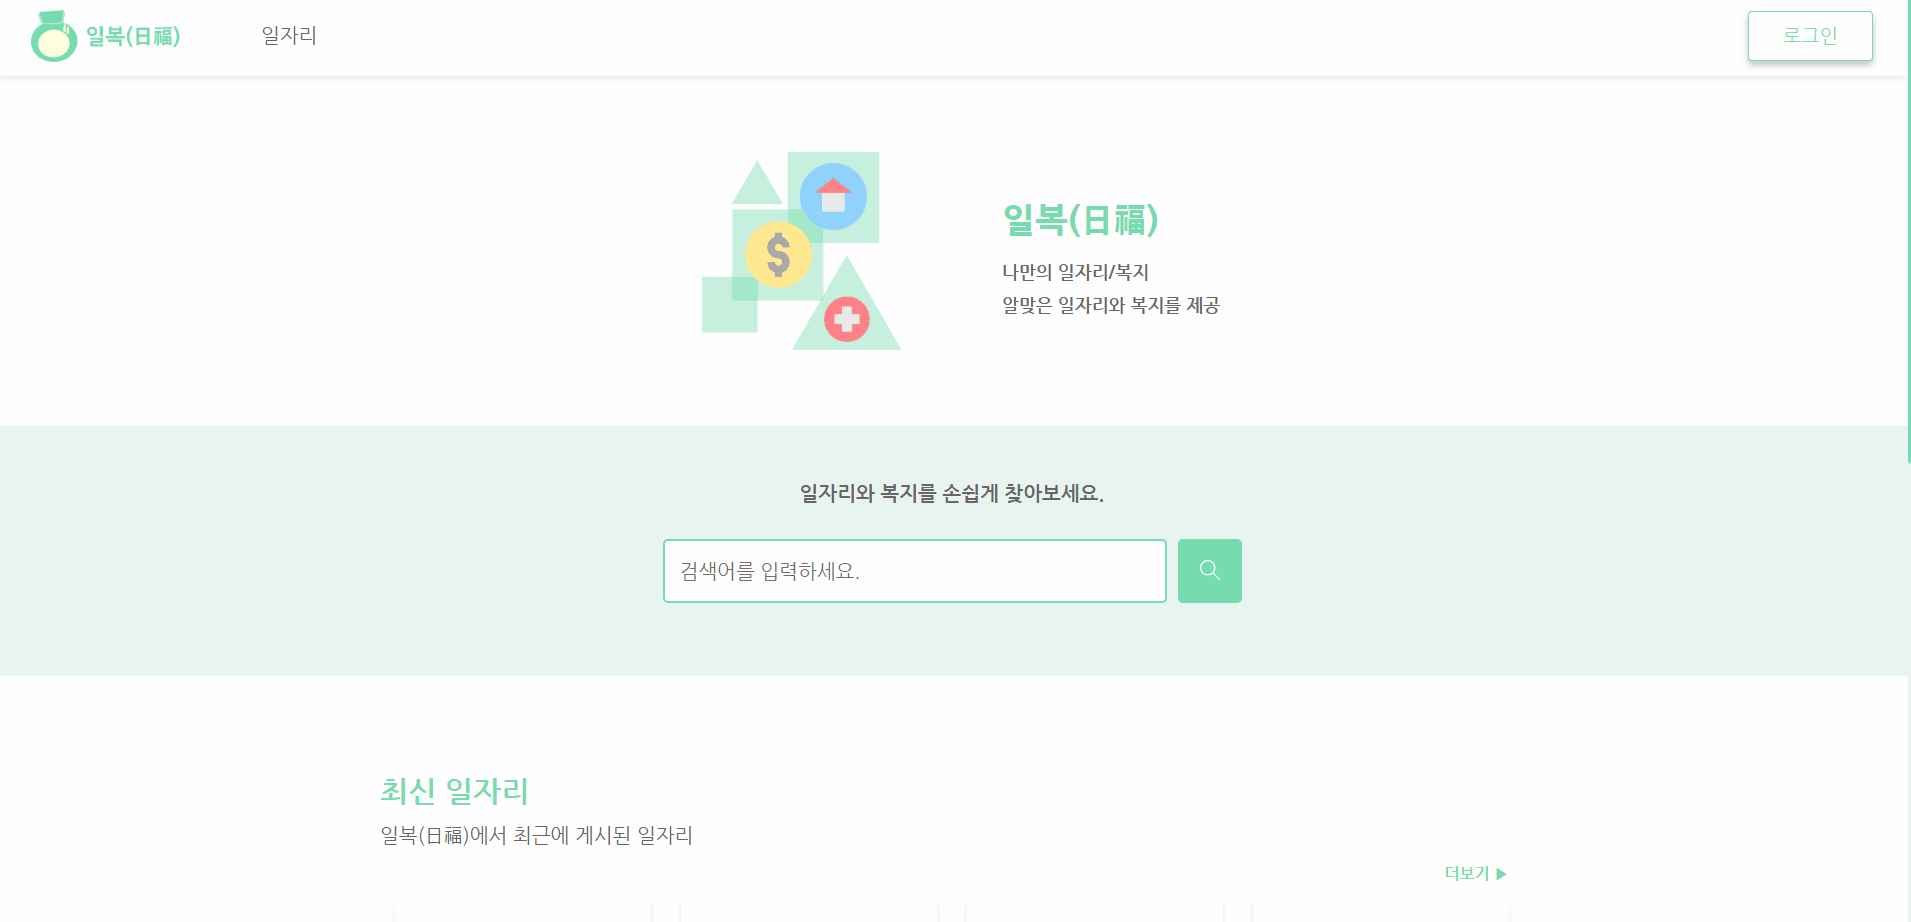 일복(日福)
일자리
로그인
$
일복(日福)
나만의 일자리/복지
알맞은 일자리와 복지를 제공
일자리와 복지를 손쉽게 찾아보세요.
검색어를 입력하세요.
최신 일자리
일복(日福)에서 최근에 게시된 일자리
더보기 ▶